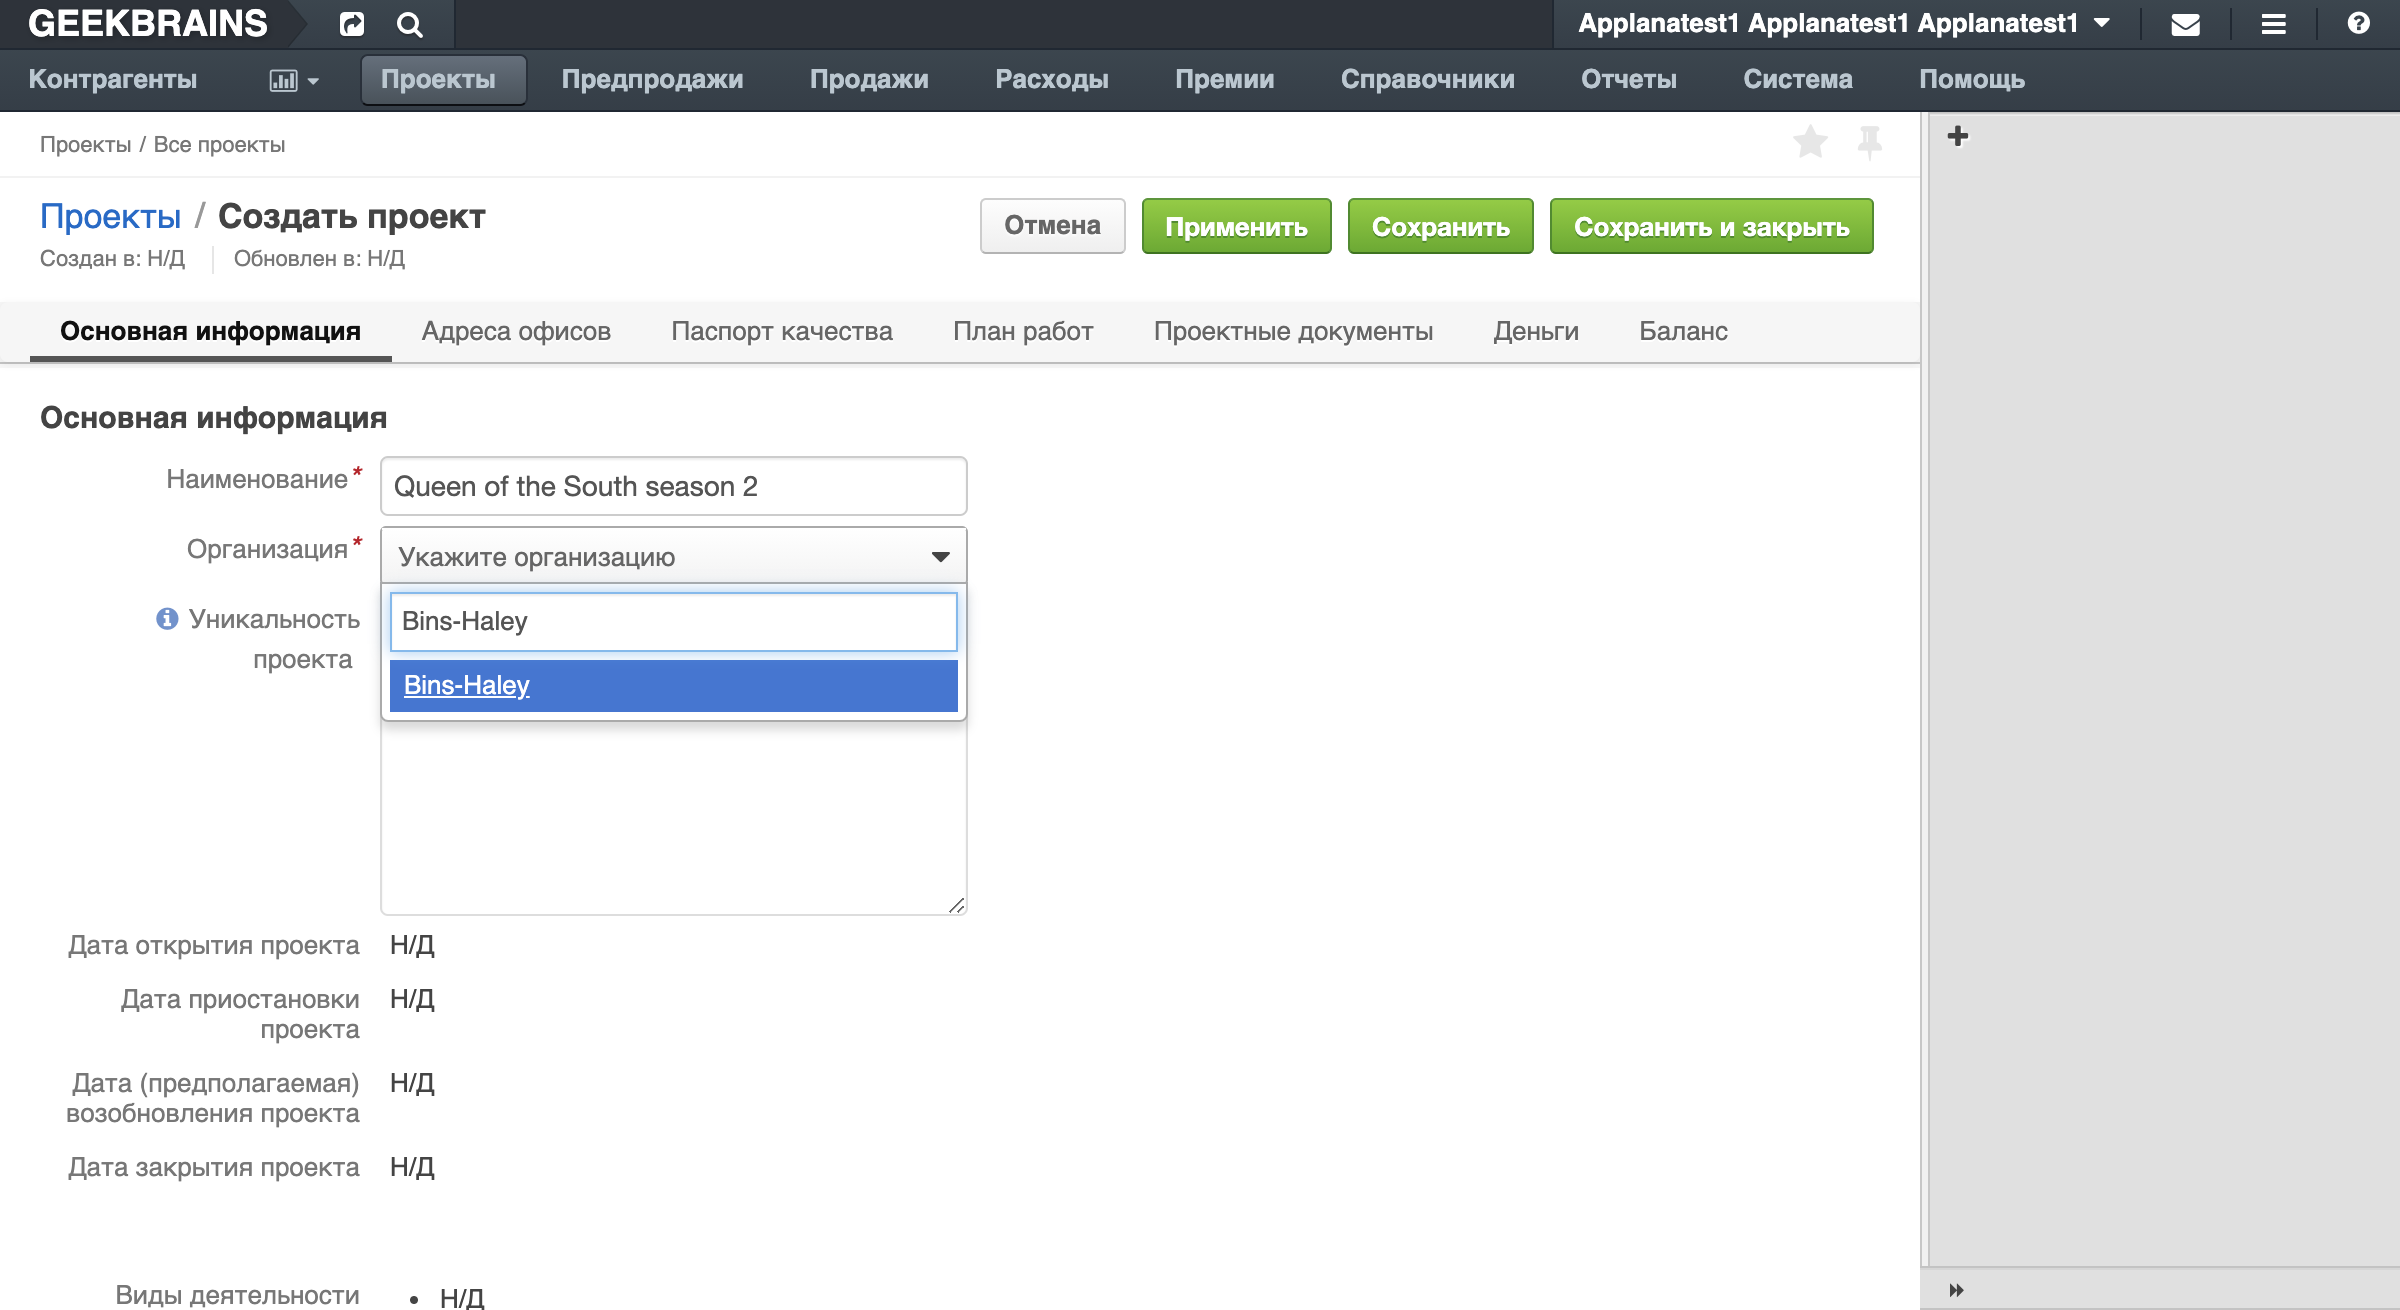 GEEKBRAINS
Applanatest1 Applanatest1 Applanatest1
Контрагенты Проекты Предпродажи Продажи Расходы Премии Справочники Отчеты Система Помощь
Проекты / Все проекты
Проекты / Создать проект
Отмена Применить Сохранить Сохранить и закрыть
Создан в: Н/Д Обновлен в: Н/Д
Основная информация Адреса офисов Паспорт качества План работ Проектные документы Деньги Баланс
Основная информация
Наименование* Queen of the South season 2
Организация* Укажите организацию
Bins-Haley
Bins-Haley
Уникальность
проекта
Дата открытия проекта Н/Д
Дата приостановки Н/Д
проекта
Дата (предполагаемая) Н/Д
возобновления проекта
Дата закрытия проекта Н/Д
Виды деятельности • Н/Д